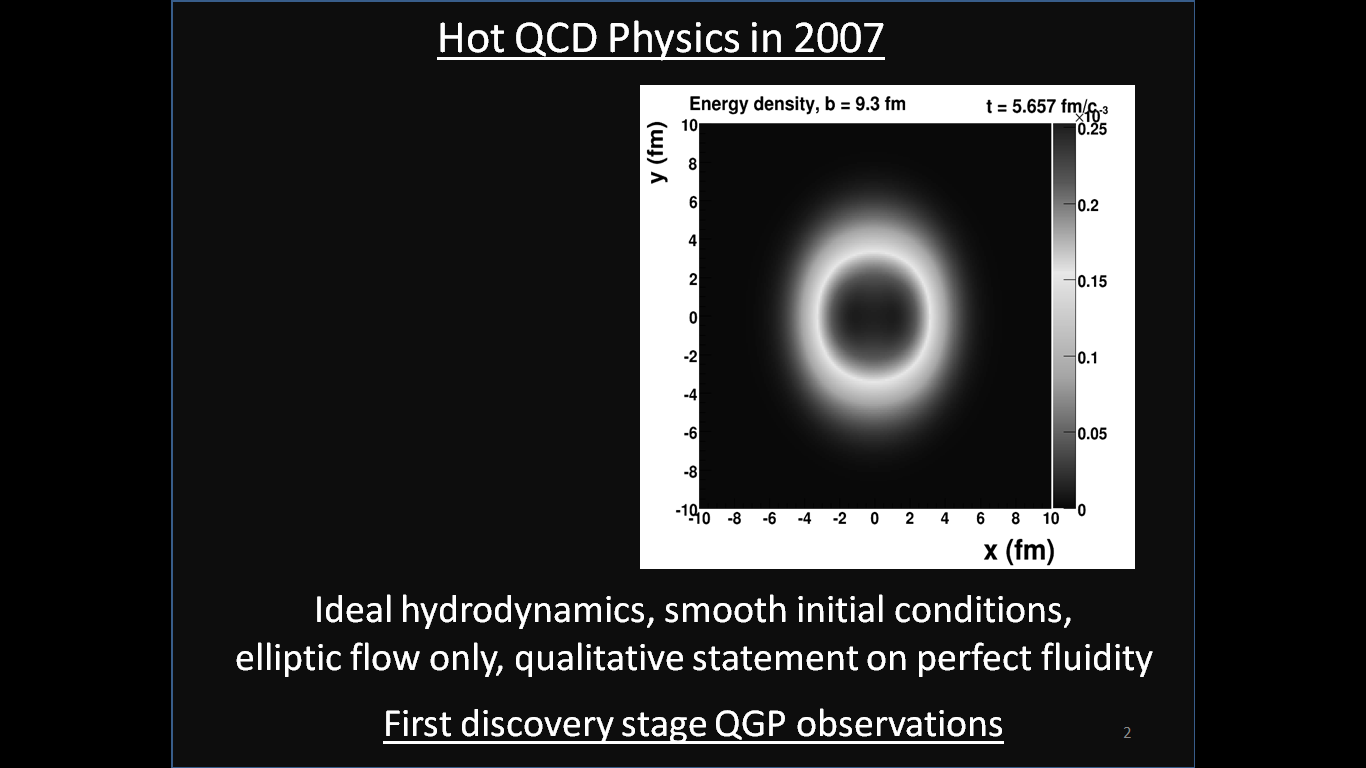 Hot QCD Physics in 2007
Energy density, b = 9.3 fm
t = 5.657 fm/c
×10-3
y (fm)
10
8
6
4
2
0
-2
-4
-6
-8
-10
-10 -8 -6 -4 -2 0 2 4 6 8 10
x (fm)
0.25
0.2
0.15
0.1
0.05
0
Ideal hydrodynamics, smooth initial conditions,
elliptic flow only, qualitative statement on perfect fluidity
First discovery stage QGP observations
2